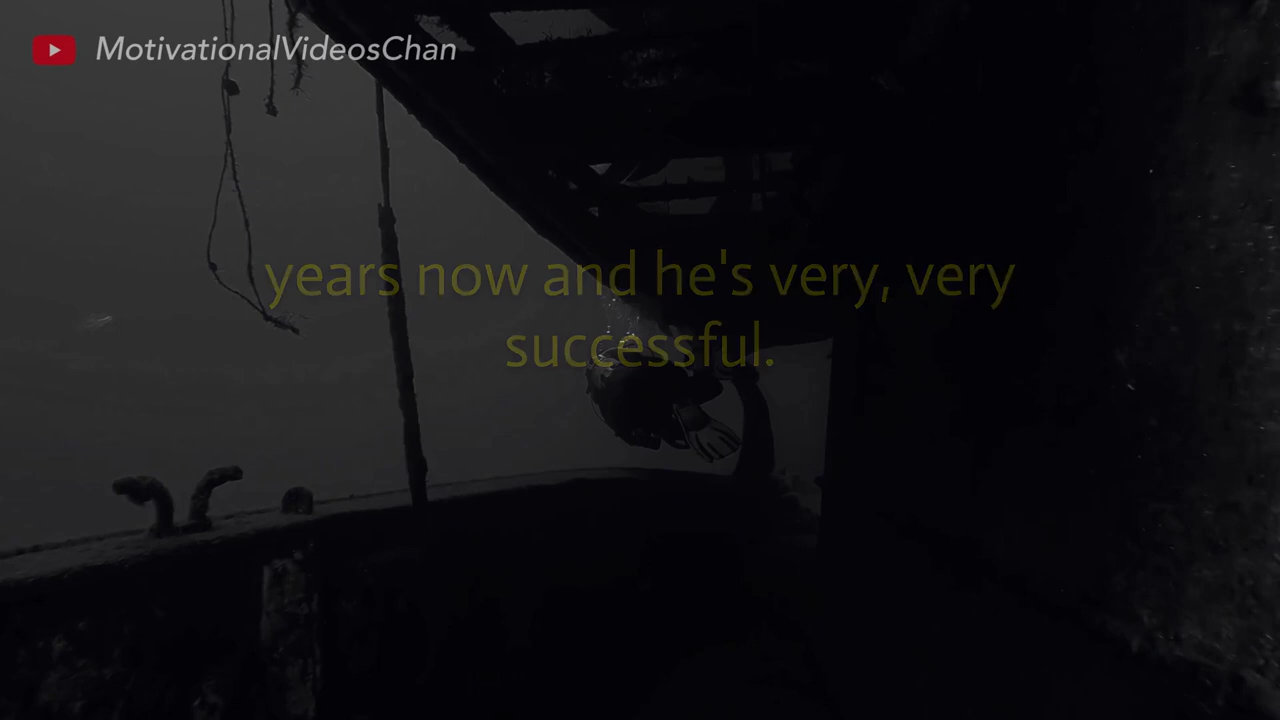 MotivationalVideosChan
years now and he's very, very
successful.